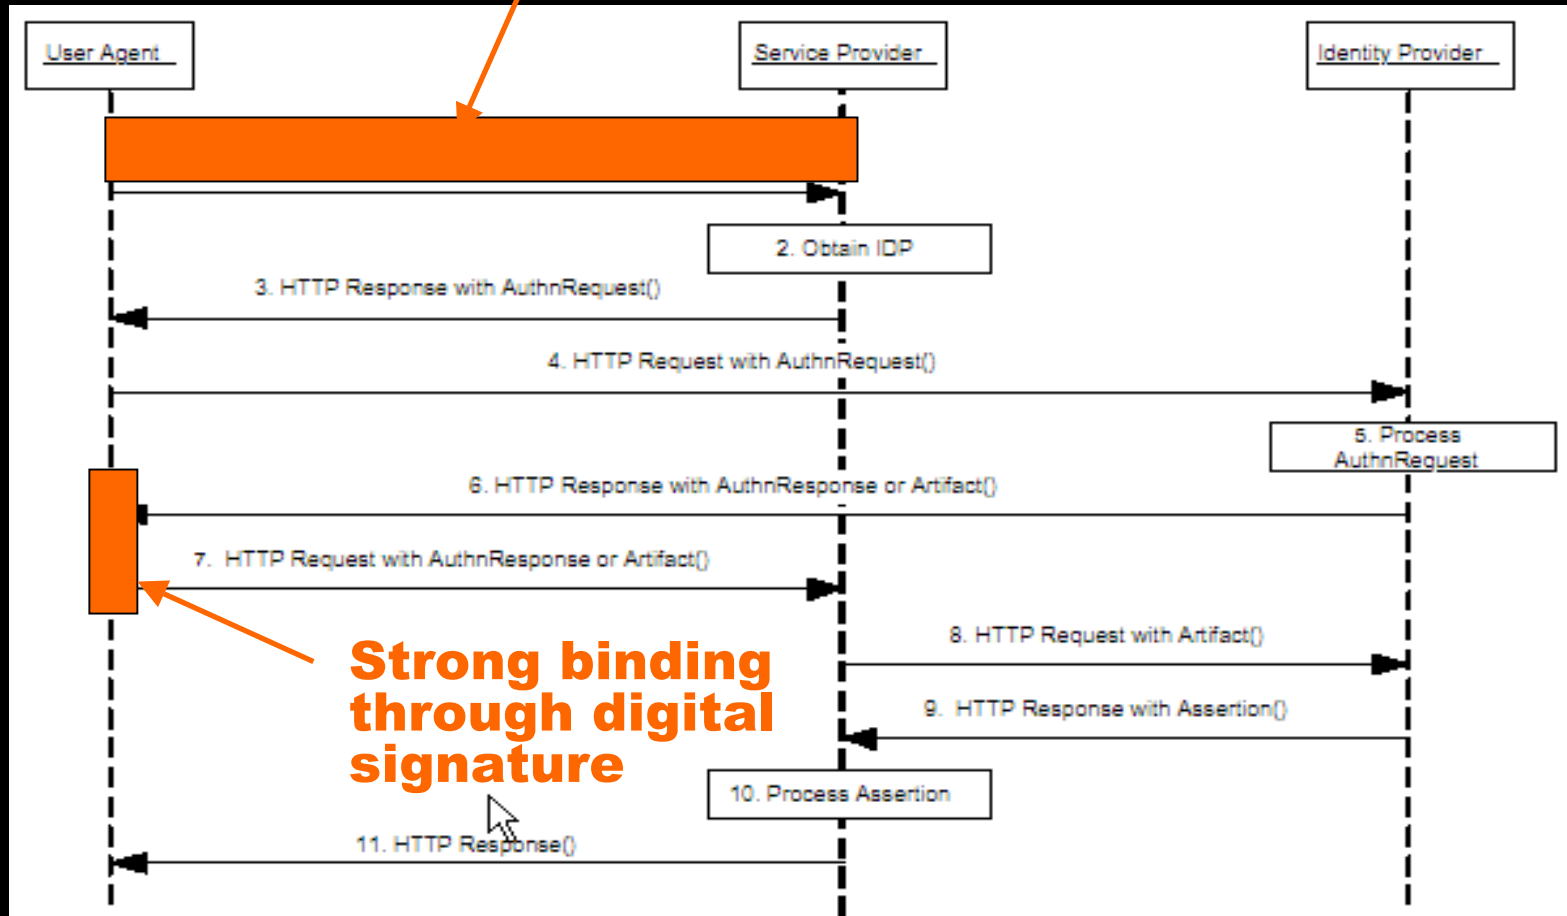 User Agent
Service Provider
Identity Provider
2. Obtain IDP
3. HTTP Response with AuthnRequest()
4. HTTP Request with AuthnRequest()
5. Process
AuthnRequest
6. HTTP Response with AuthnResponse or Artifact()
7. HTTP Request with AuthnResponse or Artifact()
Strong binding
through digital
signature
8. HTTP Request with Artifact()
9. HTTP Response with Assertion()
10. Process Assertion
11. HTTP Response()